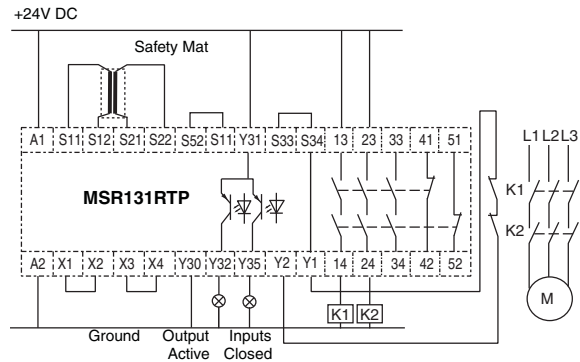 +24V DC
Safety Mat
A1 S11 S12 S21 S22 S52 S11 Y31 S33 S34 13 23 33 41 51
L1 L2 L3
MSR131RTP
K1
K2
A2 X1 X2 X3 X4 Y30 Y32 Y35 Y2 Y1 14 24 34 42 52
M
K1 K2
Ground Output Active Inputs Closed